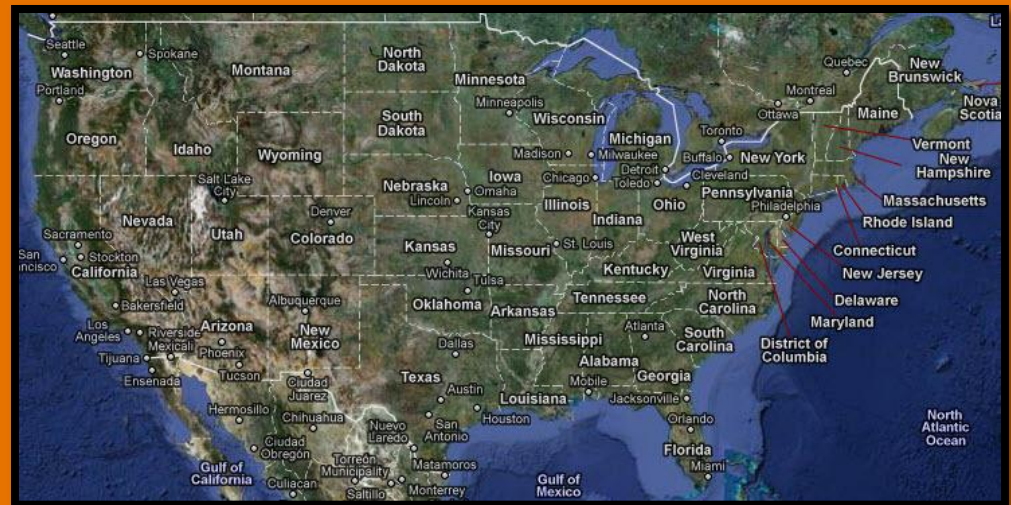 Seattle
Spokane
Washington
Portland
Montana
North
Dakota
Minnesota
Minneapolis
Quebec
New
Brunswick
Montreal
Ottawa
Maine
Nova
Scotia
Oregon
Idaho
Wyoming
South
Dakota
Wisconsin
Michigan
Toronto
Vermont
New
Hampshire
Madison
Milwaukee
Buffalo
New York
Detroit
Cleveland
Chicago
Toledo
Salt Lake
City
Nebraska
Iowa
Omaha
Lincoln
Illinois
Indiana
Ohio
Pennsylvania
Philadelphia
Massachusetts
Rhode Island
Nevada
Utah
Denver
Colorado
Kansas
City
Kansas
Missouri
St. Louis
West
Virginia
Connecticut
Sacramento
San
ncisco
Stockton
California
Wichita
Tulsa
Kentucky
Virginia
New Jersey
Las Vegas
Bakersfield
Albuquerque
Oklahoma
Arkansas
Tennessee
North
Carolina
Delaware
Maryland
Los
Angeles
Riverside
Mexicali
Arizona
Phoenix
New
Mexico
Dallas
Mississippi
Atlanta
South
Carolina
District of
Columbia
Tijuana
Ensenada
Tucson
Ciudad
Juarez
Texas
Austin
Alabama
Mobile
Georgia
Louisiana
Jacksonville
Hermosillo
Chihuahua
Nuevo
Laredo
San
Antonio
Houston
Orlando
North
Atlantic
Ocean
Ciudad
Obregón
Florida
Miami
Gulf of
California
Torreón
Municipality
Matamoros
Gulf of
Mexico
Culiacan
Saltillo
Monterrey